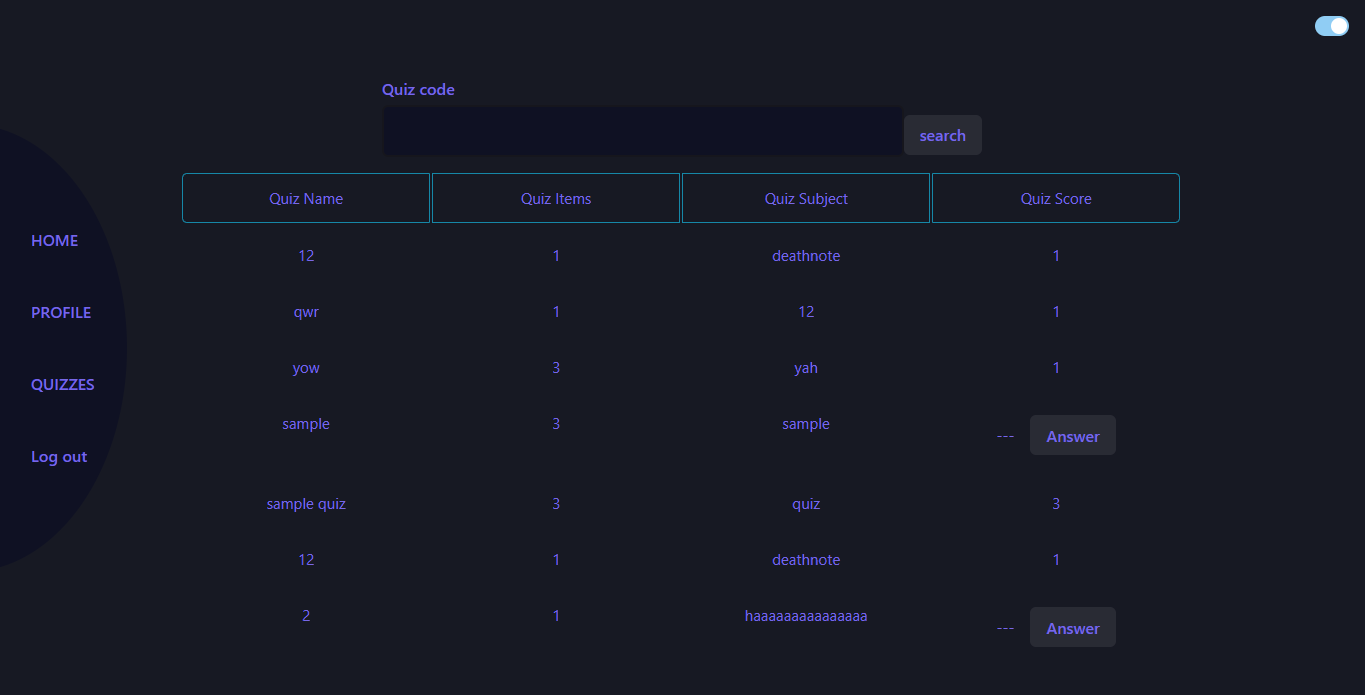 Quiz code
search
Quiz Name Quiz Items Quiz Subject Quiz Score
12 1 deathnote 1
qwr 1 12 1
yow 3 yah 1
sample 3 sample --- Answer
sample quiz 3 quiz 3
12 1 deathnote 1
2 1 haaaaaaaaaaaaaaa --- Answer
HOME
PROFILE
QUIZZES
Log out